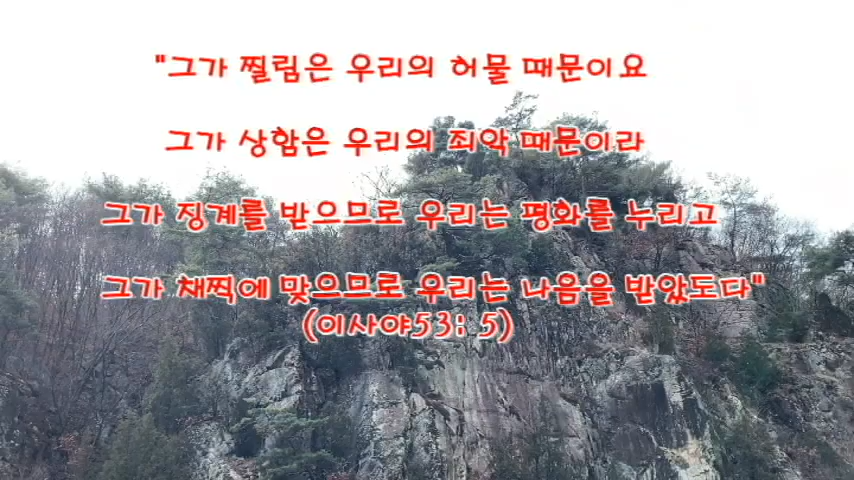 "그가 찔림은 우리의 허물 때문이요
그가 상함은 우리의 죄악 때문이라
그가 징계를 받으므로 우리는 평화를 누리고
그가 채찍에 맞으므로 우리는 나음을 받았도다"
(이사야53: 5)